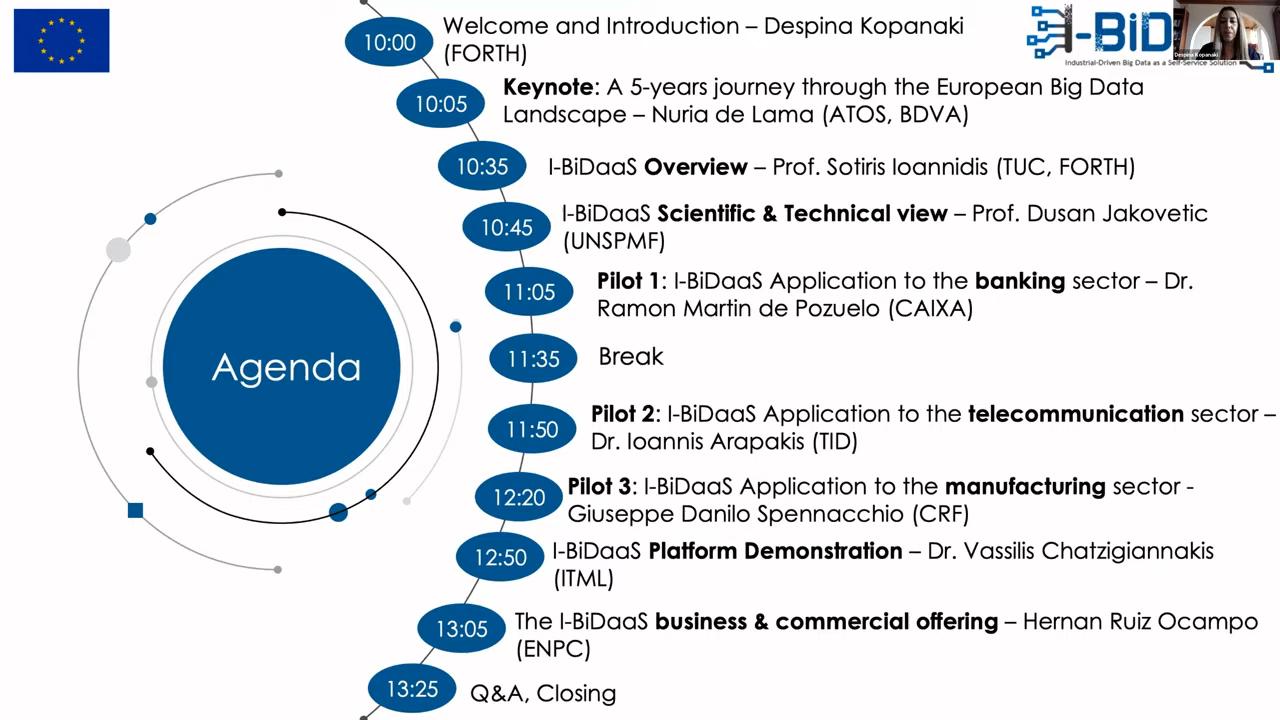 10:00
Welcome and Introduction – Despina Kopanaki
(FORTH)
I-BiD
Despina Kopanaki
Industrial-Driven Big Data as a Self-Service Solution
10:05
Keynote: A 5-years journey through the European Big Data
Landscape – Nuria de Lama (ATOS, BDVA)
10:35
I-BiDaaS Overview – Prof. Sotiris Ioannidis (TUC, FORTH)
10:45
I-BiDaaS Scientific & Technical view – Prof. Dusan Jakovetic
(UNSPMF)
11:05
Pilot 1: I-BiDaaS Application to the banking sector – Dr.
Ramon Martin de Pozuelo (CAIXA)
Agenda
11:35
Break
11:50
Pilot 2: I-BiDaaS Application to the telecommunication sector –
Dr. Ioannis Arapakis (TID)
12:20
Pilot 3: I-BiDaaS Application to the manufacturing sector -
Giuseppe Danilo Spennacchio (CRF)
12:50
I-BiDaaS Platform Demonstration – Dr. Vassilis Chatzigiannakis
(ITML)
13:05
The I-BiDaaS business & commercial offering – Hernan Ruiz Ocampo
(ENPC)
13:25
Q&A, Closing